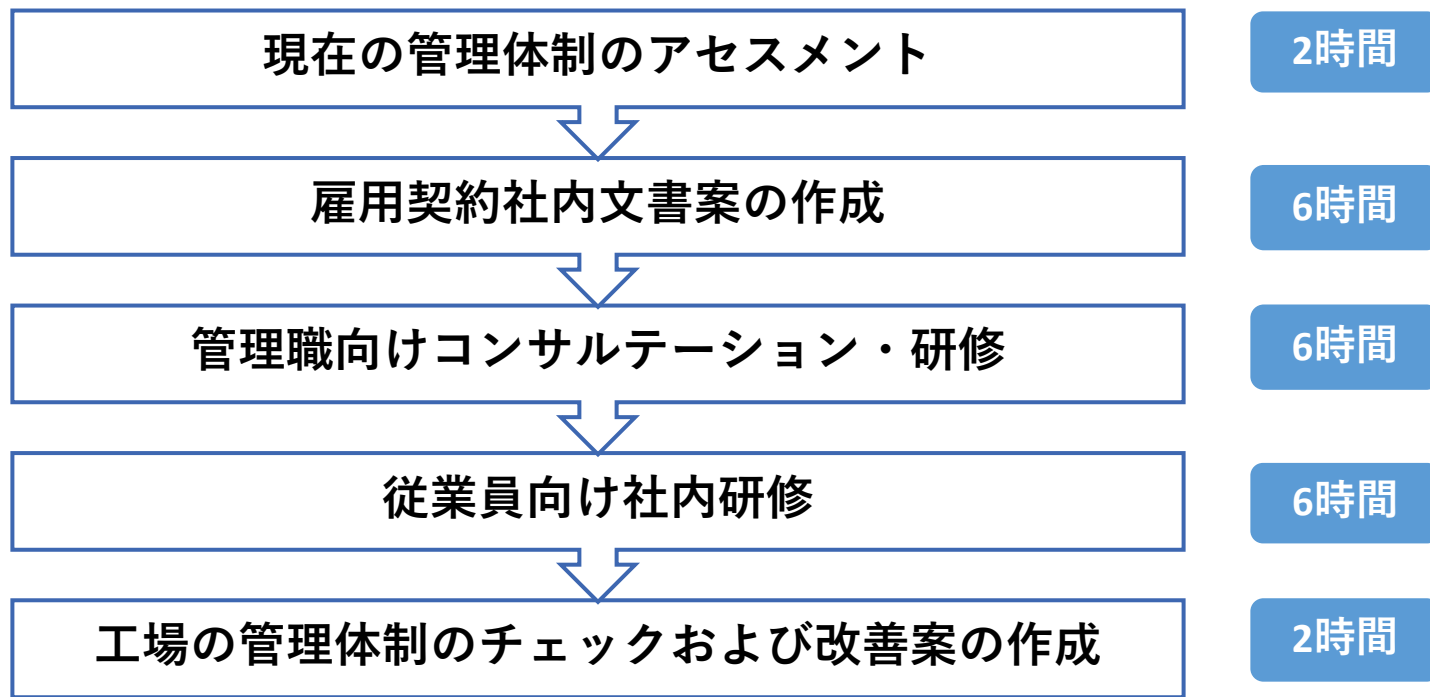 現在の管理体制のアセスメント
2時間
雇用契約社内文書案の作成
6時間
管理職向けコンサルテーション・研修
6時間
従業員向け社内研修
6時間
工場の管理体制のチェックおよび改善案の作成
2時間